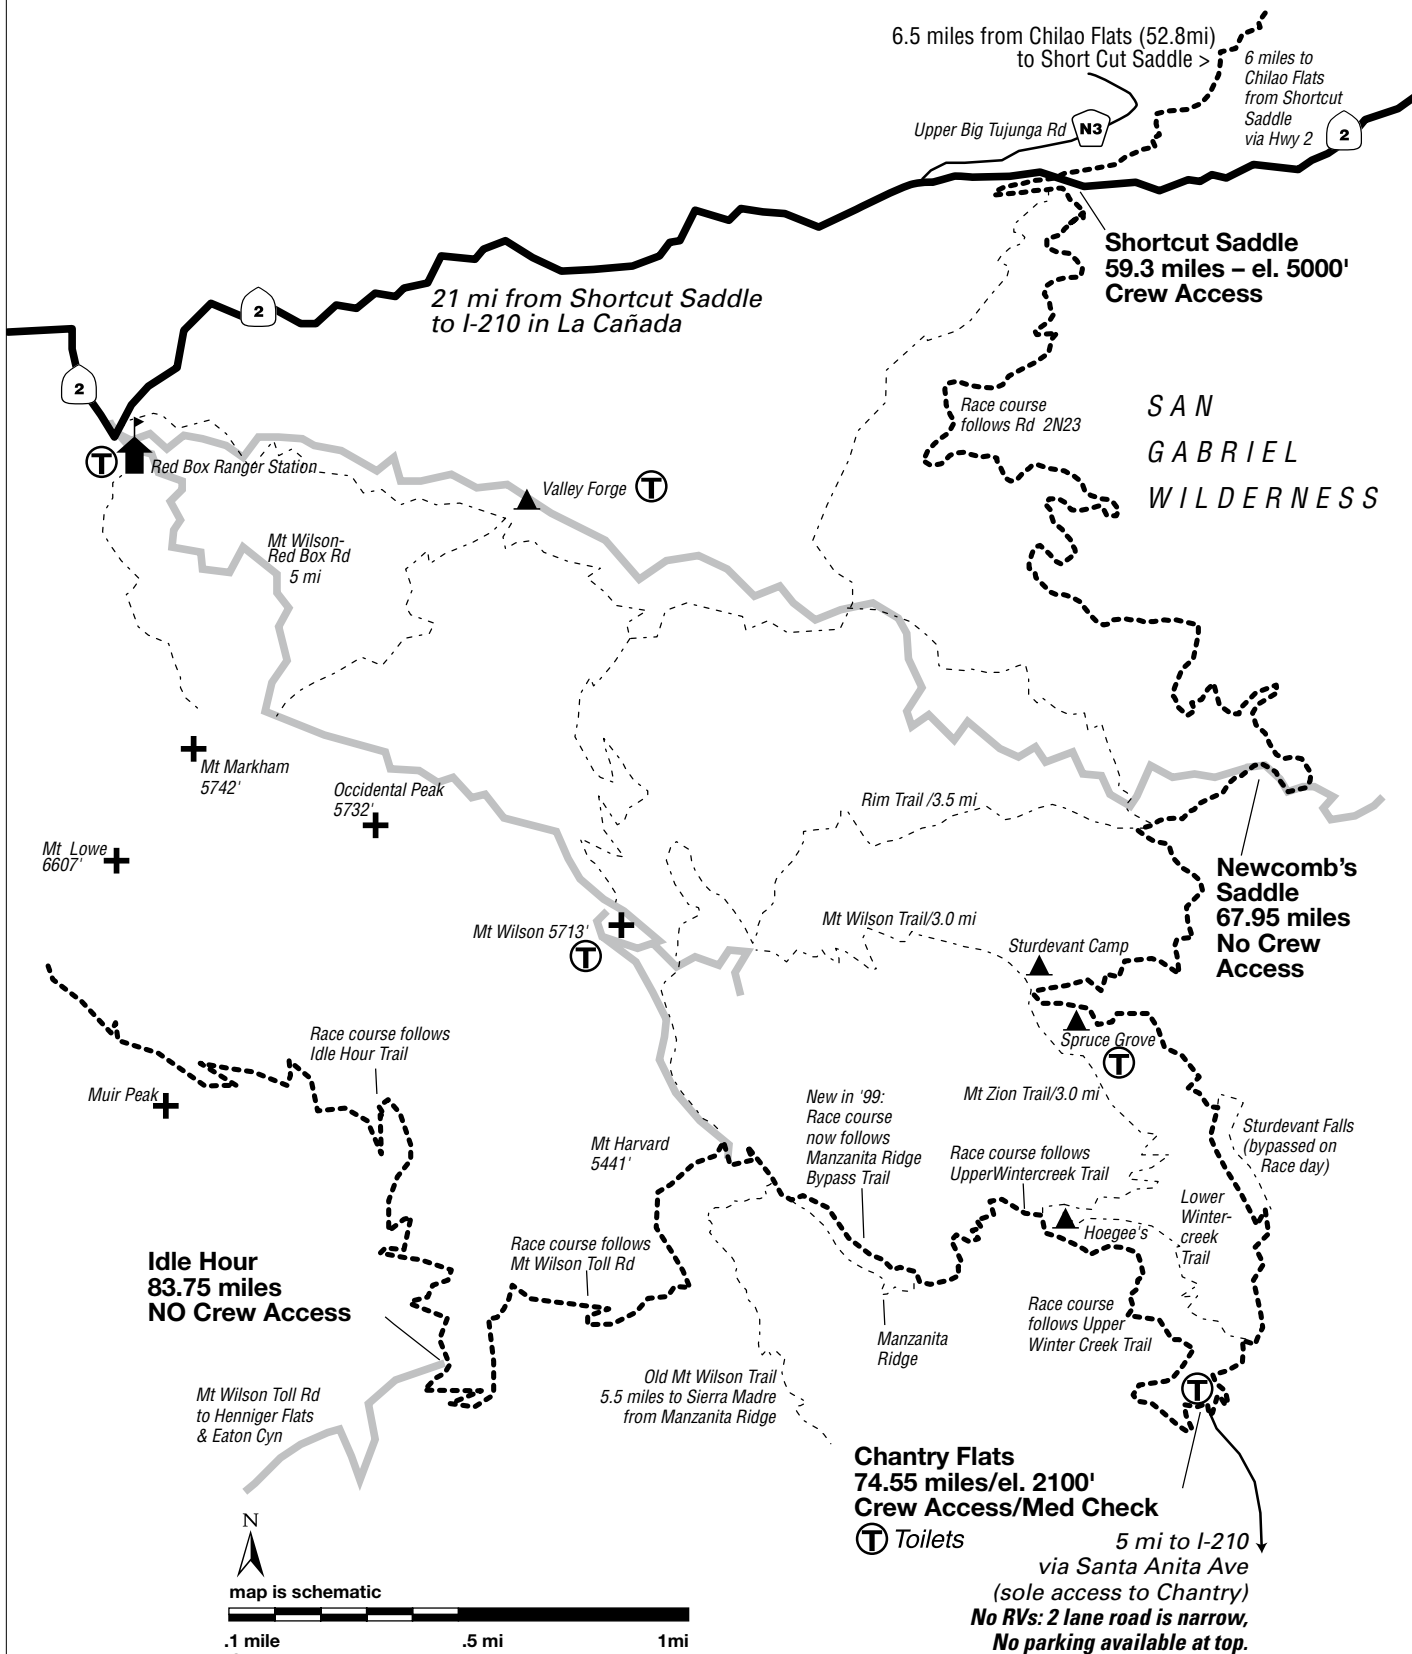 6.5 miles from Chilao Flats (52.8mi)
to Short Cut Saddle >
6 miles to
Chilao Flats
from Shortcut
Saddle
via Hwy 2
Upper Big Tujunga Rd
N3
2
Shortcut Saddle
59.3 miles – el. 5000'
Crew Access
2
21 mi from Shortcut Saddle
to I-210 in La Cañada
2
Race course
follows Rd 2N23
SAN
GABRIEL
WILDERNESS
T
Red Box Ranger Station
Valley Forge
T
Mt Wilson-
Red Box Rd
5 mi
Mt Markham
5742'
Occidental Peak
5732'
Rim Trail /3.5 mi
Mt Lowe
6607'
Newcomb's
Saddle
67.95 miles
No Crew
Access
Mt Wilson 5713'
T
Mt Wilson Trail/3.0 mi
Sturdevant Camp
Spruce Grove
T
Race course follows
Idle Hour Trail
Muir Peak
Mt Zion Trail/3.0 mi
New in '99:
Race course
now follows
Manzanita Ridge
Bypass Trail
Mt Harvard
5441'
Race course follows
UpperWintercreek Trail
Sturdevant Falls
(bypassed on
Race day)
Lower
Winter-
creek
Trail
Hoegee's
Idle Hour
83.75 miles
NO Crew Access
Race course follows
Mt Wilson Toll Rd
Race course
follows Upper
Winter Creek Trail
Manzanita
Ridge
Old Mt Wilson Trail
5.5 miles to Sierra Madre
from Manzanita Ridge
Mt Wilson Toll Rd
to Henniger Flats
& Eaton Cyn
T
Chantry Flats
74.55 miles/el. 2100'
Crew Access/Med Check
T Toilets
5 mi to I-210
via Santa Anita Ave
(sole access to Chantry)
No RVs: 2 lane road is narrow,
No parking available at top.
N
map is schematic
.1 mile .5 mi 1mi